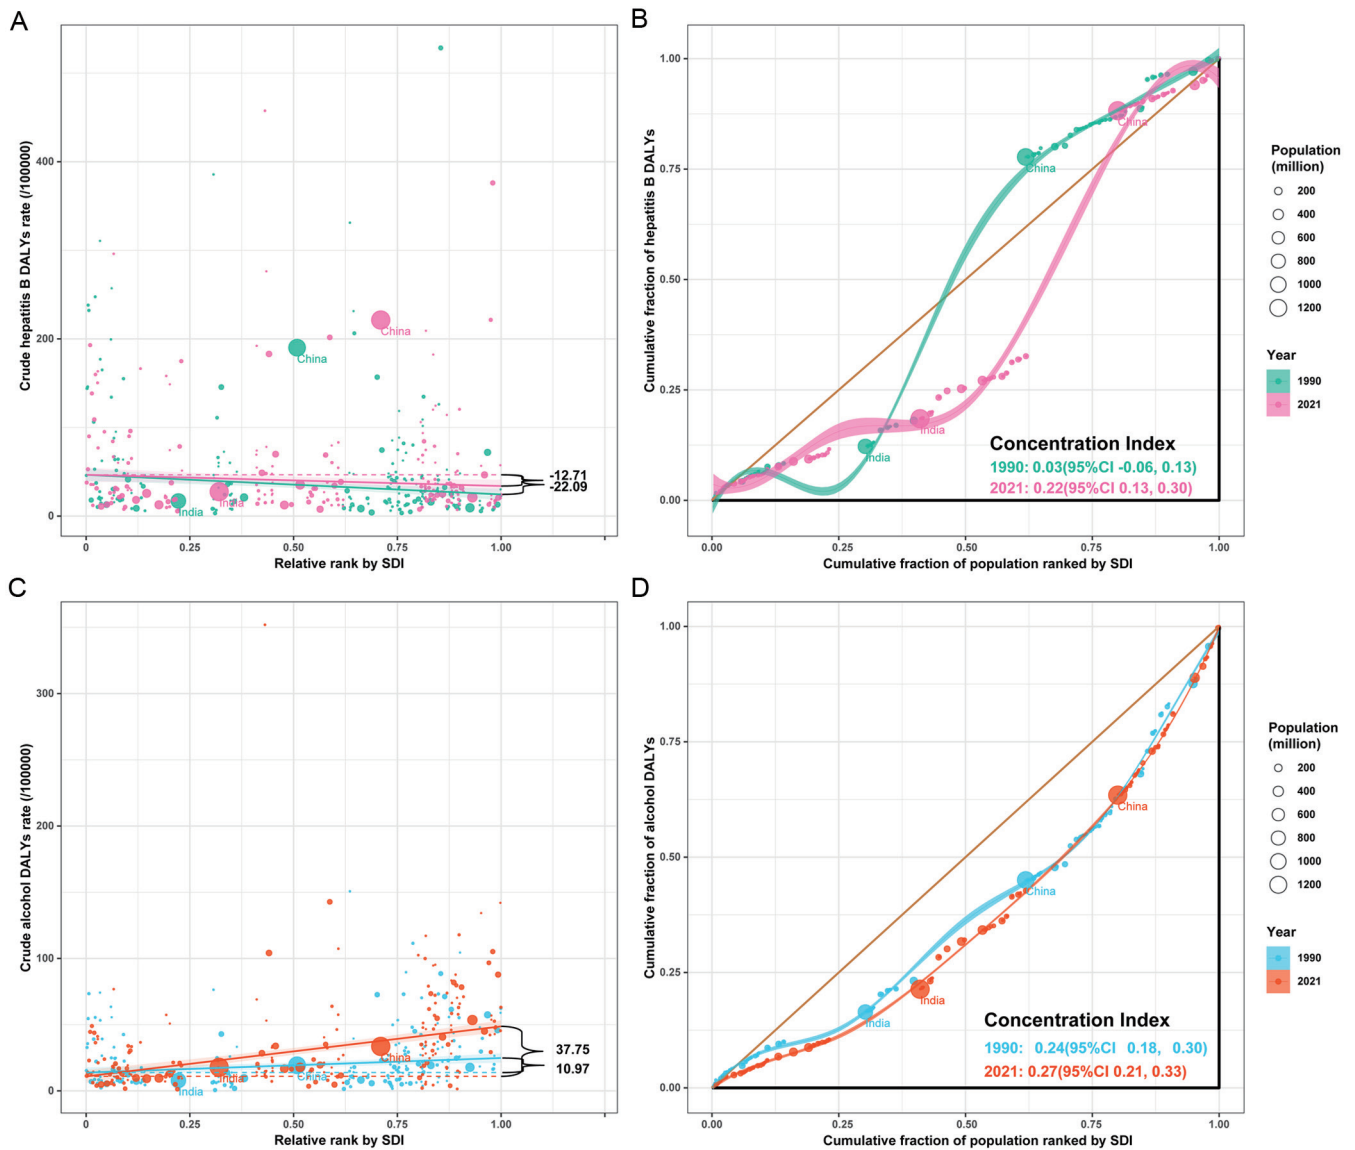 A
Crude hepatitis B DALYs rate (/100000)
400
200
0
China
China
India
India
-12.71
-22.09
0
0.25
0.50
0.75
1.00
Relative rank by SDI
B
Cumulative fraction of hepatitis B DALYs
1.00
0.75
0.50
0.25
0.00
China
China
India
India
Concentration Index
1990: 0.03(95%CI -0.06, 0.13)
2021: 0.22(95%CI 0.13, 0.30)
0.00
0.25
0.50
0.75
1.00
Cumulative fraction of population ranked by SDI
Population
(million)
200
400
600
800
1000
1200
Year
1990
2021
C
Crude alcohol DALYs rate (/100000)
300
200
100
0
China
China
India
India
37.75
10.97
0
0.25
0.50
0.75
1.00
Relative rank by SDI
D
Cumulative fraction of alcohol DALYs
1.00
0.75
0.50
0.25
0.00
China
China
India
India
Concentration Index
1990: 0.24(95%CI 0.18, 0.30)
2021: 0.27(95%CI 0.21, 0.33)
0.00
0.25
0.50
0.75
1.00
Cumulative fraction of population ranked by SDI
Population
(million)
200
400
600
800
1000
1200
Year
1990
2021